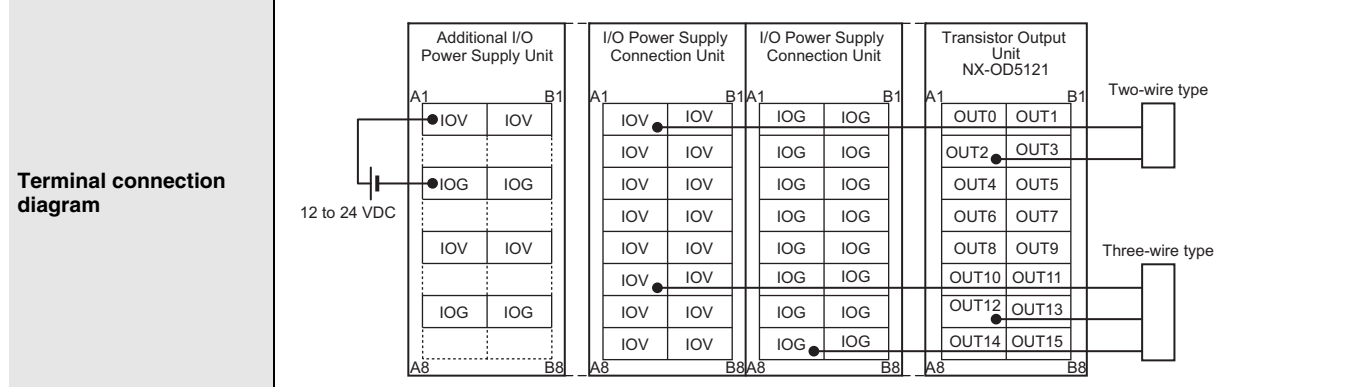 Terminal connection
diagram
Additional I/O
Power Supply Unit
I/O Power Supply
Connection Unit
I/O Power Supply
Connection Unit
Transistor Output
Unit
NX-OD5121
A1 B1 A1 B1 A1 B1 A1 B1
Two-wire type
IOV IOV IOV IOV IOG IOG OUT0 OUT1
IOV IOV IOG IOG OUT2 OUT3
IOG IOG IOV IOV IOG IOG OUT4 OUT5
12 to 24 VDC
IOV IOV IOG IOG OUT6 OUT7
IOV IOV IOV IOV IOG IOG OUT8 OUT9
Three-wire type
IOV IOV IOG IOG OUT10 OUT11
IOG IOG IOV IOV IOG IOG OUT12 OUT13
IOV IOV IOG IOG OUT14 OUT15
A8 B8 A8 B8 A8 B8 A8 B8